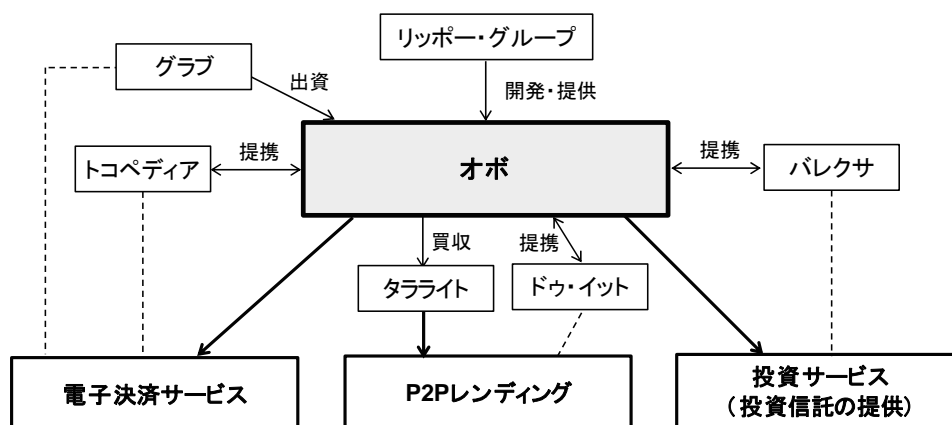 リッポー・グループ
グラブ
出資
開発・提供
トコペディア
提携
オボ
提携
バレクサ
買収
提携
タラライト
ドゥ・イット
電子決済サービス
P2Pレンディング
投資サービス
（投資信託の提供）